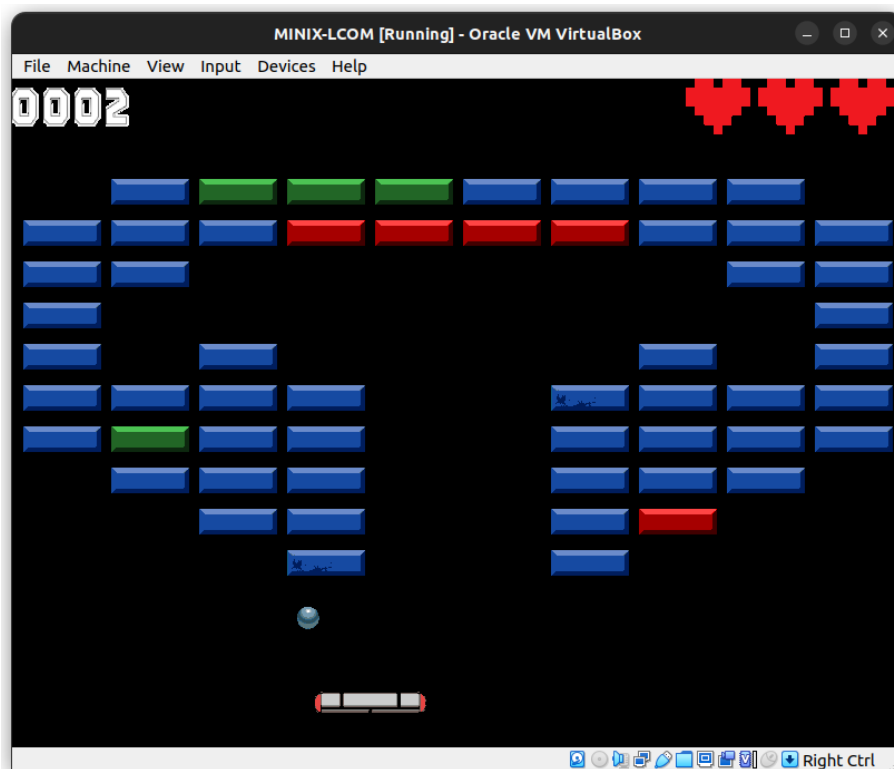 MINIX-LCOM [Running] - Oracle VM VirtualBox
File Machine View Input Devices Help
0002
Right Ctrl